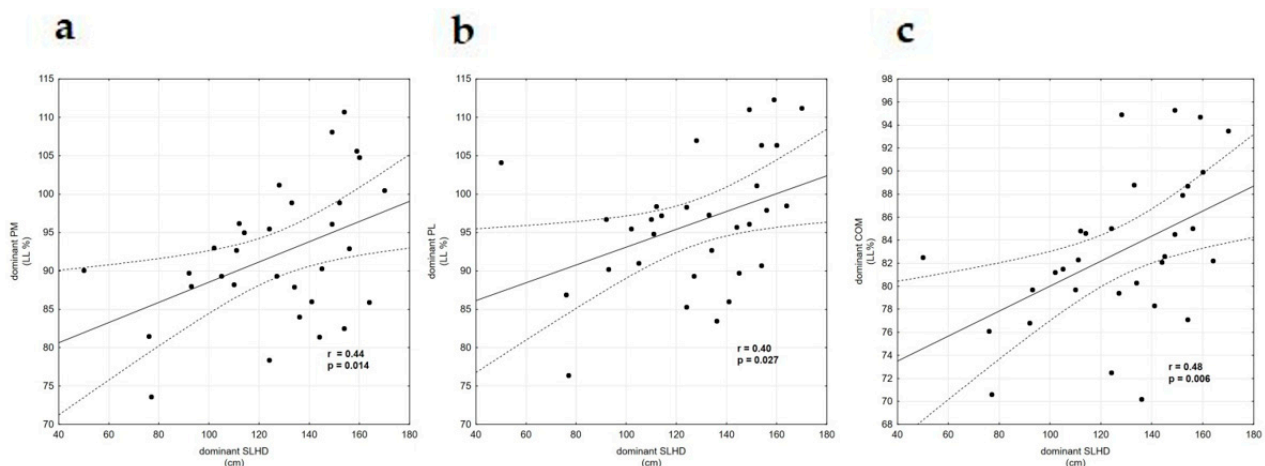 a
b
c
115
110
105
100
95
90
85
80
75
70
dominant PM
(LL %)
r = 0.44
p = 0.014
40 60 80 100 120 140 160 180
dominant SLHD
(cm)
115
110
105
100
95
90
85
80
75
70
dominant PL
(LL %)
r = 0.40
p = 0.027
40 60 80 100 120 140 160 180
dominant SLHD
(cm)
98
96
94
92
90
88
86
84
82
80
78
76
74
72
70
68
dominant COM
(LL %)
r = 0.48
p = 0.006
40 60 80 100 120 140 160 180
dominant SLHD
(cm)